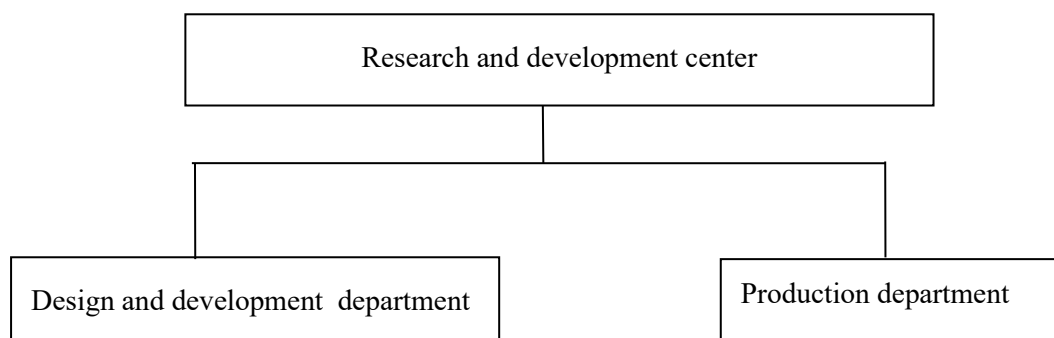 Research and development center
Design and development department
Production department